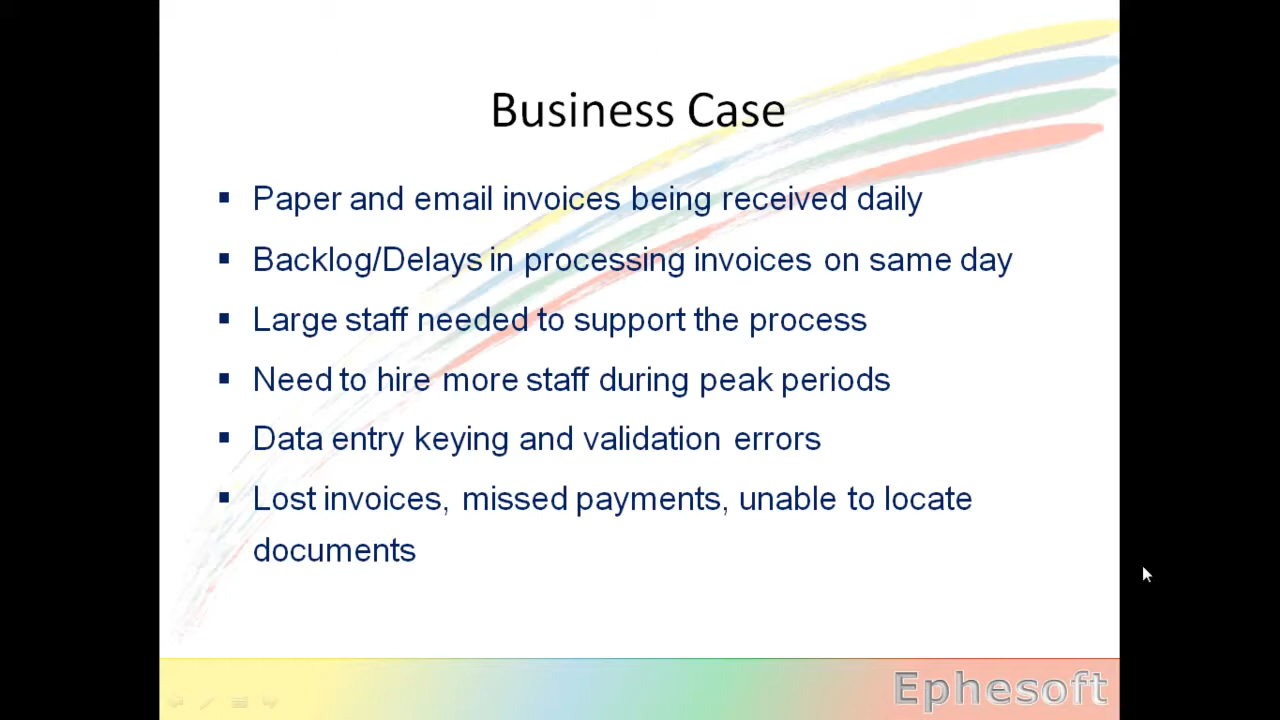 Business Case
▪ Paper and email invoices being received daily
▪ Backlog/Delays in processing invoices on same day
▪ Large staff needed to support the process
▪ Need to hire more staff during peak periods
▪ Data entry keying and validation errors
▪ Lost invoices, missed payments, unable to locate
documents
Ephesoft